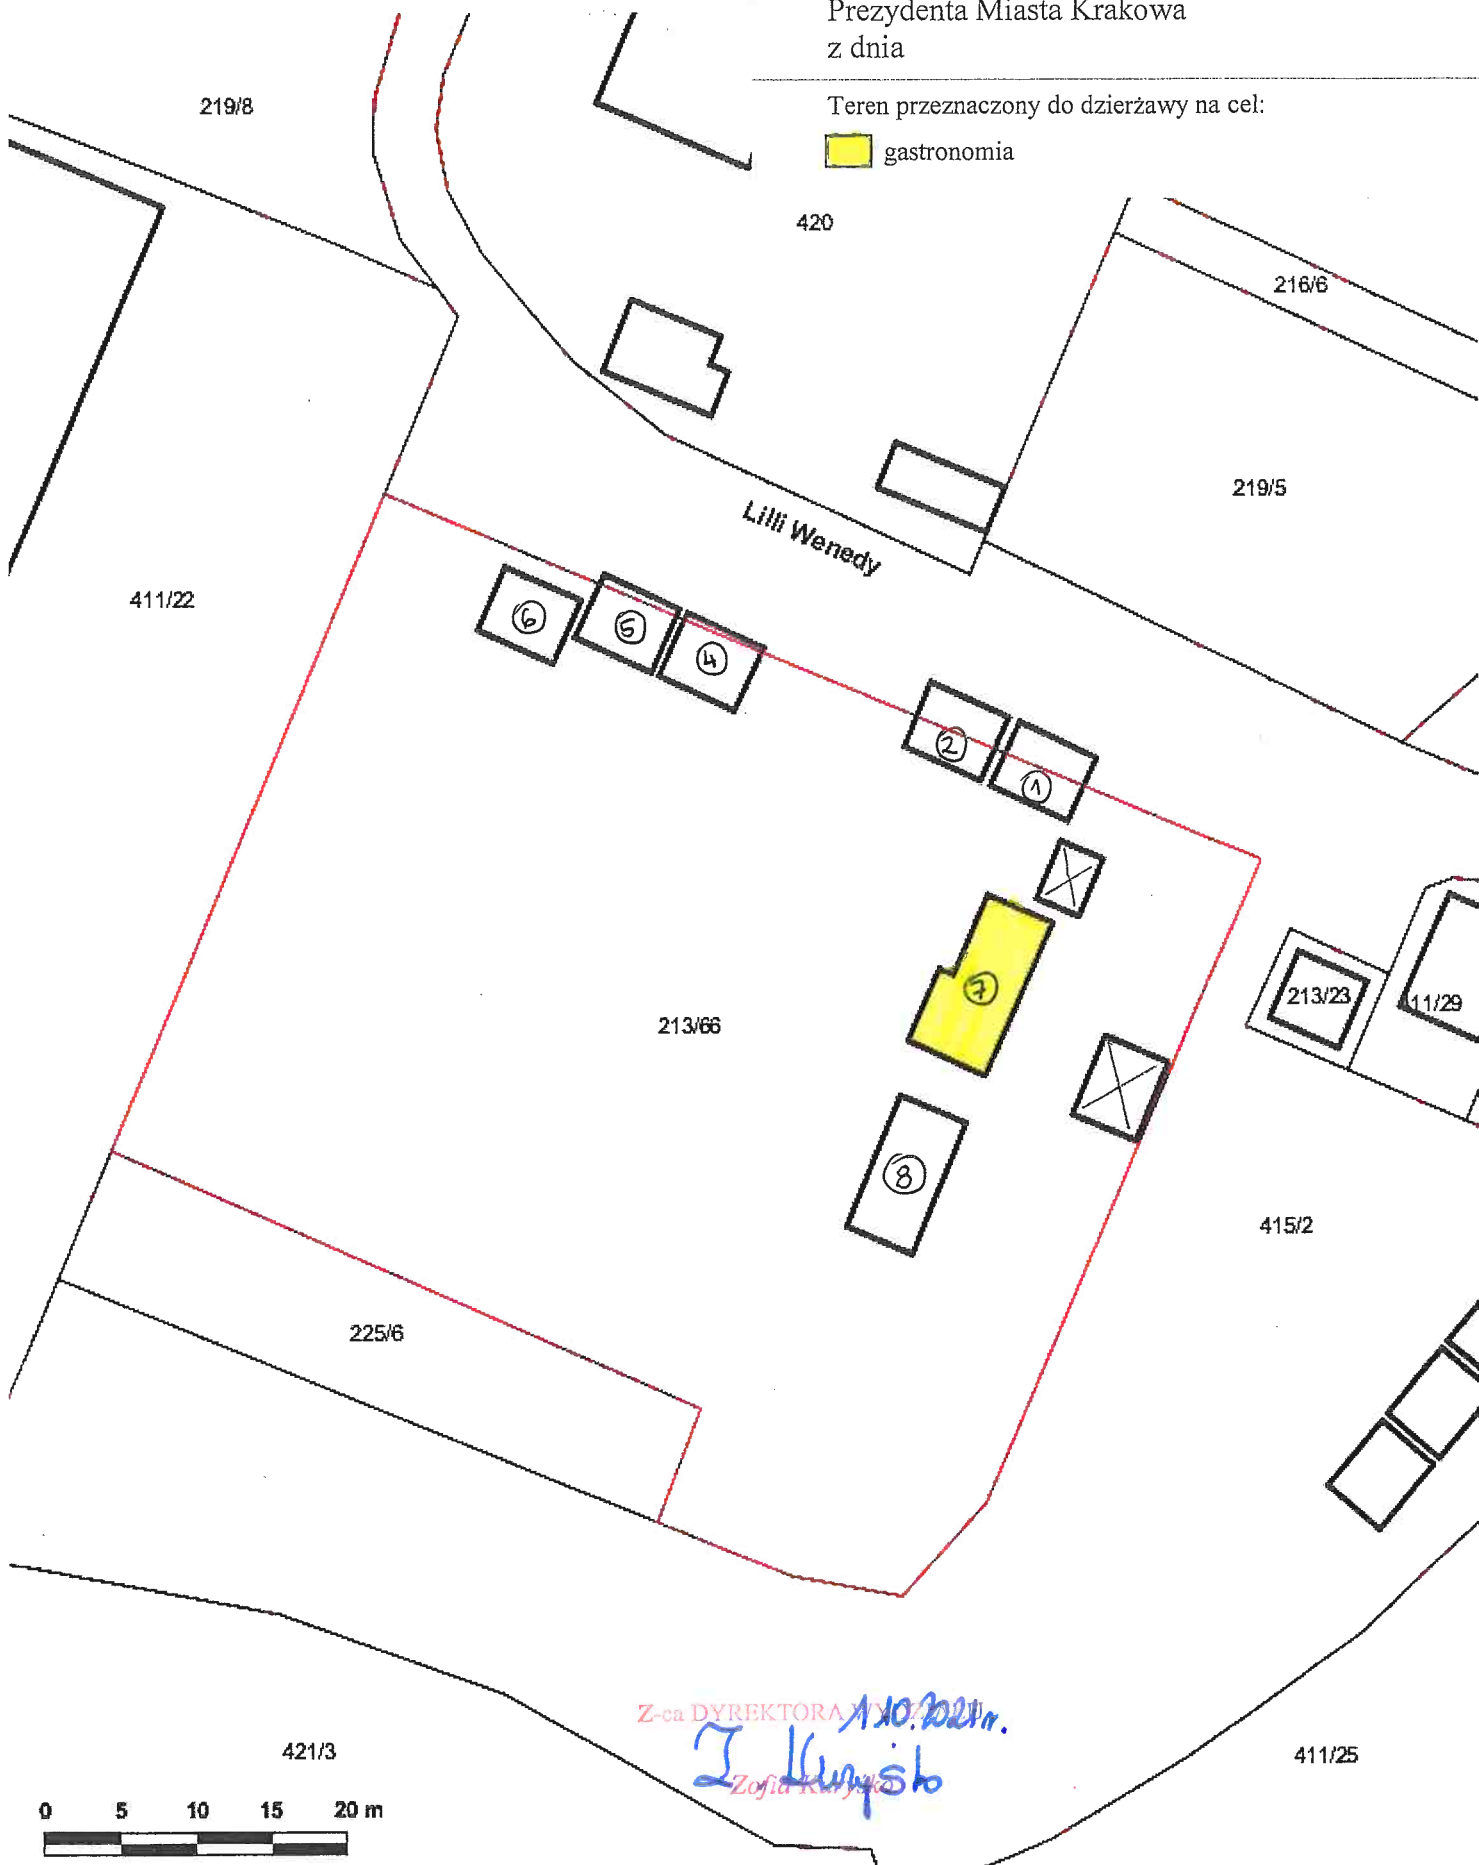 Prezydenta Miasta Krakowa
z dnia
Teren przeznaczony do dzierżawy na cel:
gastronomia
219/8
420
216/6
219/5
Lilli Wenedy
411/22
6
5
4
2
1
7
213/23
11/29
213/66
8
415/2
225/6
Z-ca DYREKTORA
1.10.2021r.
Zofia
421/3
411/25
0 5 10 15 20 m